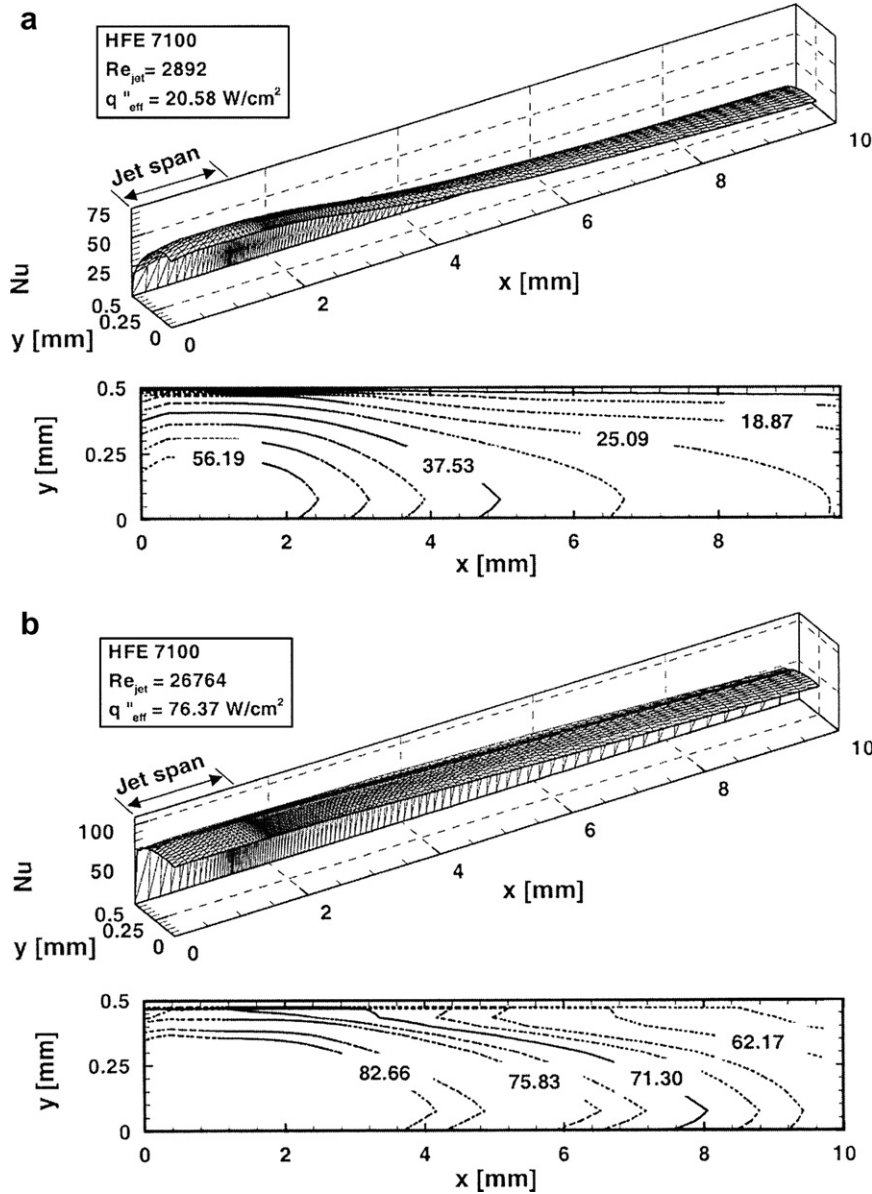 a
HFE 7100
Re_jet = 2892
q"_eff = 20.58 W/cm²
Jet span
75
50
25
Nu
0.5
0.25
0
y [mm]
0
2
4
6
8
10
x [mm]
0.5
0.25
0
y [mm]
56.19
37.53
25.09
18.87
0
2
4
6
8
x [mm]
b
HFE 7100
Re_jet = 26764
q"_eff = 76.37 W/cm²
Jet span
100
50
Nu
0.5
0.25
0
y [mm]
0
2
4
6
8
10
x [mm]
0.5
0.25
0
y [mm]
82.66
75.83
71.30
62.17
0
2
4
6
8
10
x [mm]